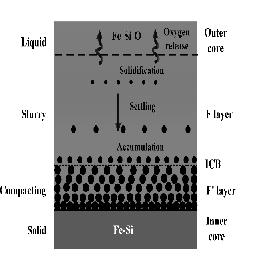 Liquid
Fe-Si-O
Oxygen
release
Outer
core
Solidification
Slurry
Settling
F layer
Accumulation
ICB
Compacting
F' layer
Solid
Fe-Si
Inner
core